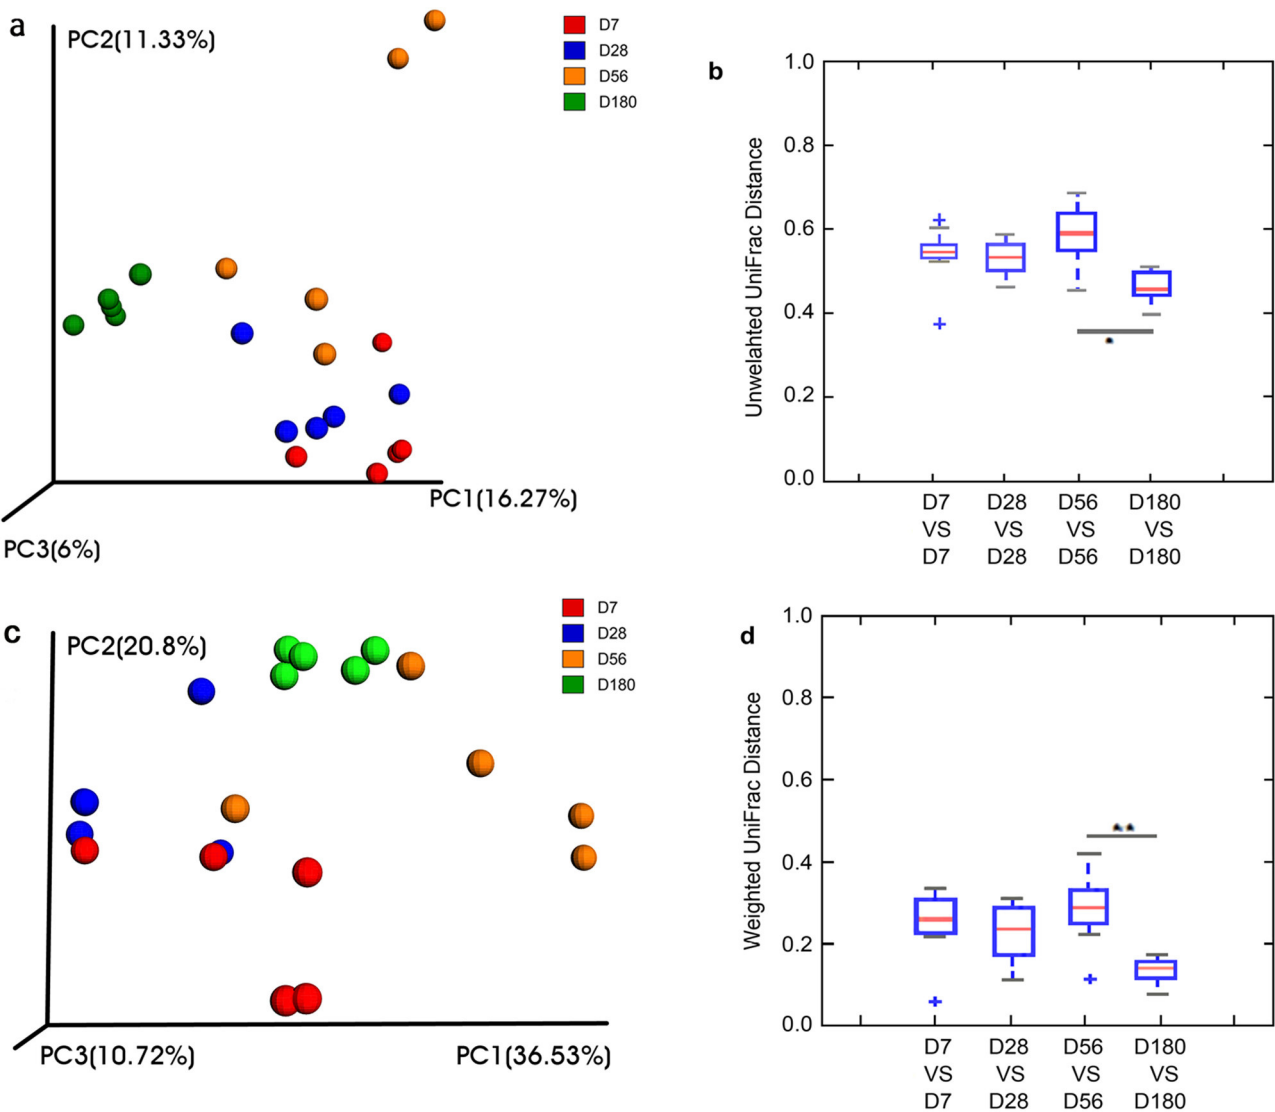 a
PC2(11.33%)
D7
D28
D56
D180
PC1(16.27%)
PC3(6%)
b
Unwelahted UniFrac Distance
1.0
0.8
0.6
0.4
0.2
0.0
*
D7 D28 D56 D180
VS VS VS VS
D7 D28 D56 D180
c
PC2(20.8%)
D7
D28
D56
D180
PC3(10.72%)
PC1(36.53%)
d
Weighted UniFrac Distance
1.0
0.8
0.6
0.4
0.2
0.0
**
D7 D28 D56 D180
VS VS VS VS
D7 D28 D56 D180